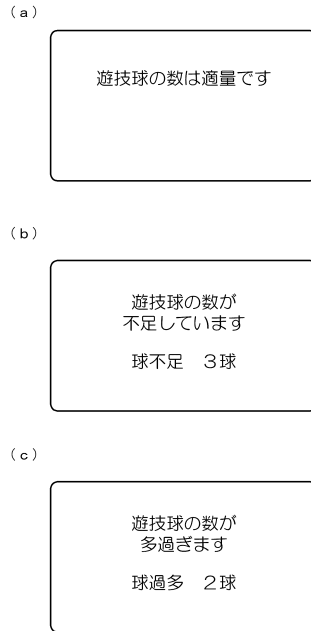 （a）
遊技球の数は適量です
（b）
遊技球の数が
不足しています
球不足　３球
（c）
遊技球の数が
多過ぎます
球過多　２球